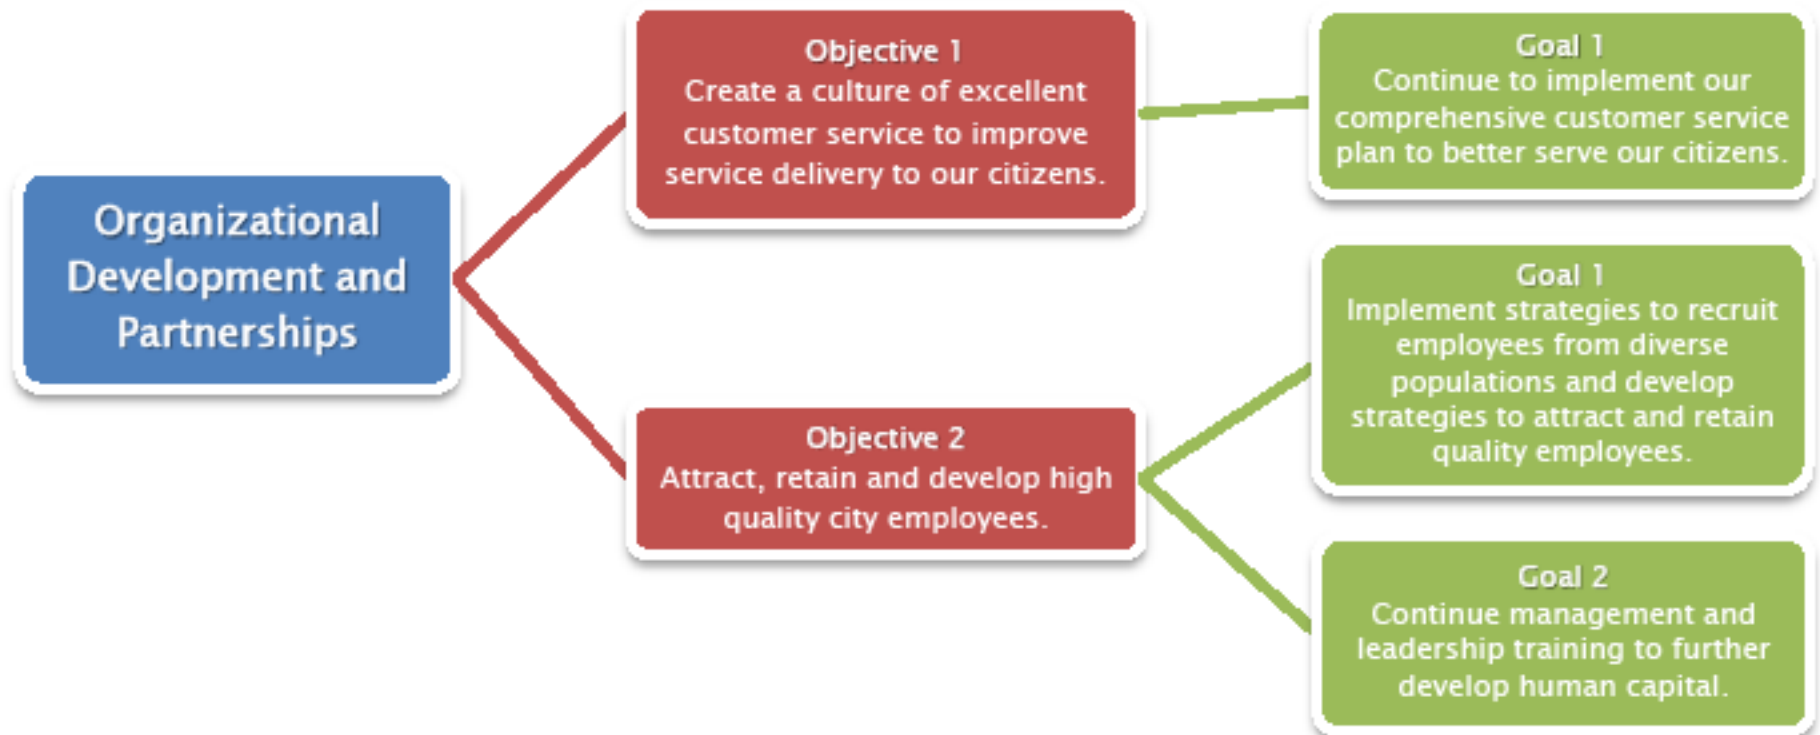 Organizational
Development and
Partnerships
Objective 1
Create a culture of excellent
customer service to improve
service delivery to our citizens.
Goal 1
Continue to implement our
comprehensive customer service
plan to better serve our citizens.
Objective 2
Attract, retain and develop high
quality city employees.
Goal 1
Implement strategies to recruit
employees from diverse
populations and develop
strategies to attract and retain
quality employees.
Goal 2
Continue management and
leadership training to further
develop human capital.